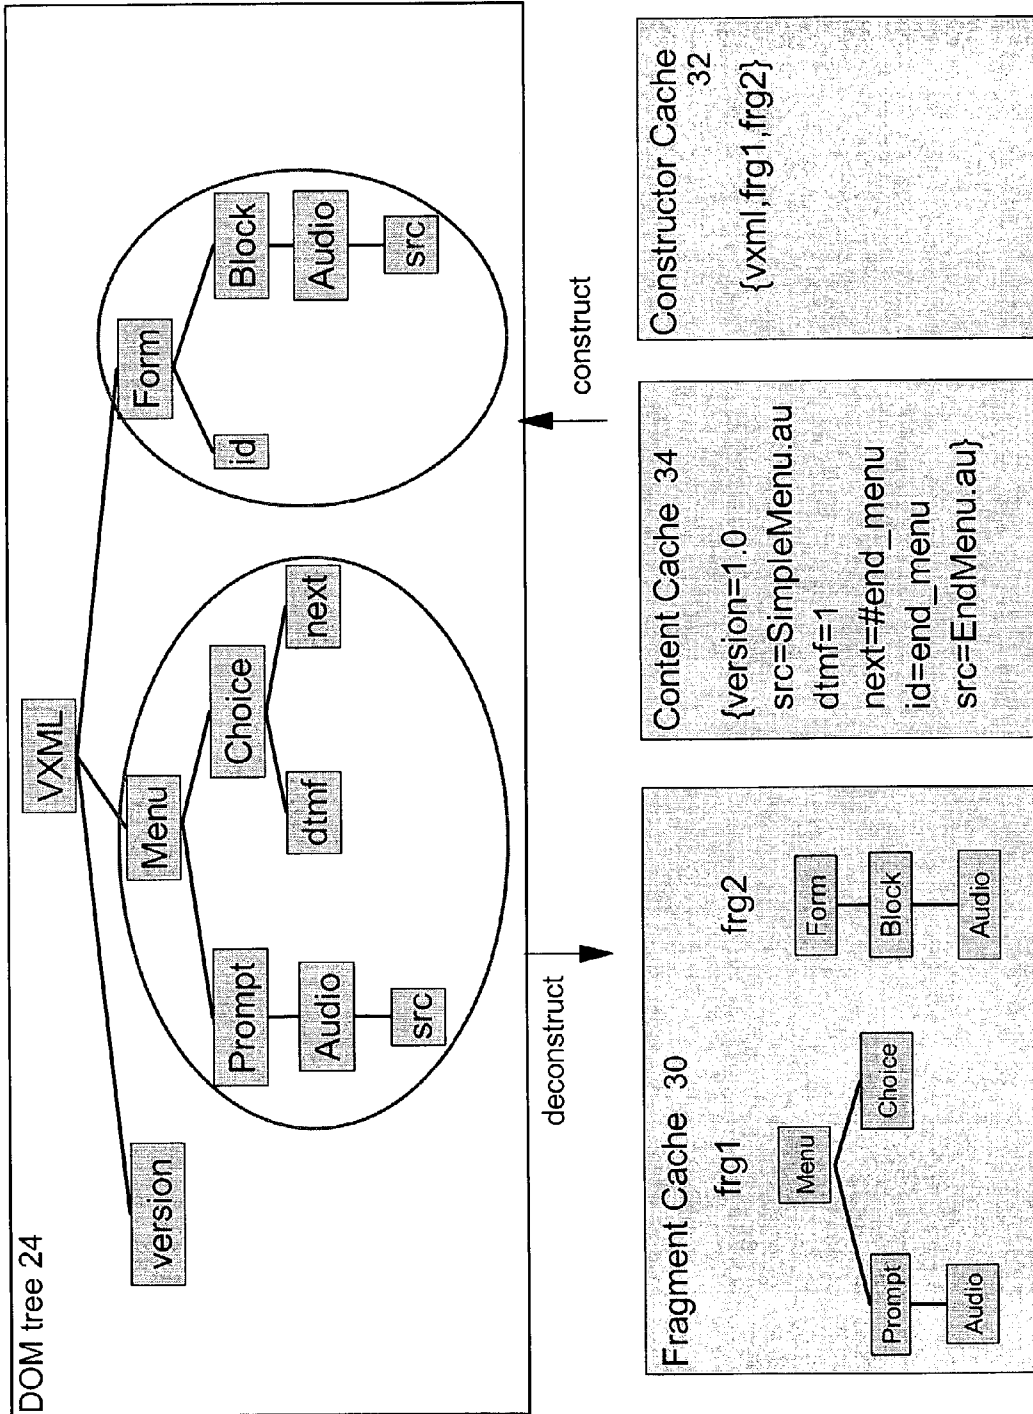 DOM tree 24
VXML
version
Menu
Form
Prompt
Choice
id
Block
Audio
dtmf
next
Audio
src
src
deconstruct
construct
Fragment Cache 30
frg1
frg2
Menu
Form
Prompt
Choice
Block
Audio
Audio
Content Cache 34
{version=1.0
src=SimpleMenu.au
dtmf=1
next=#end_menu
id=end_menu
src=EndMenu.au}
Constructor Cache
32
{vxml,frg1,frg2}